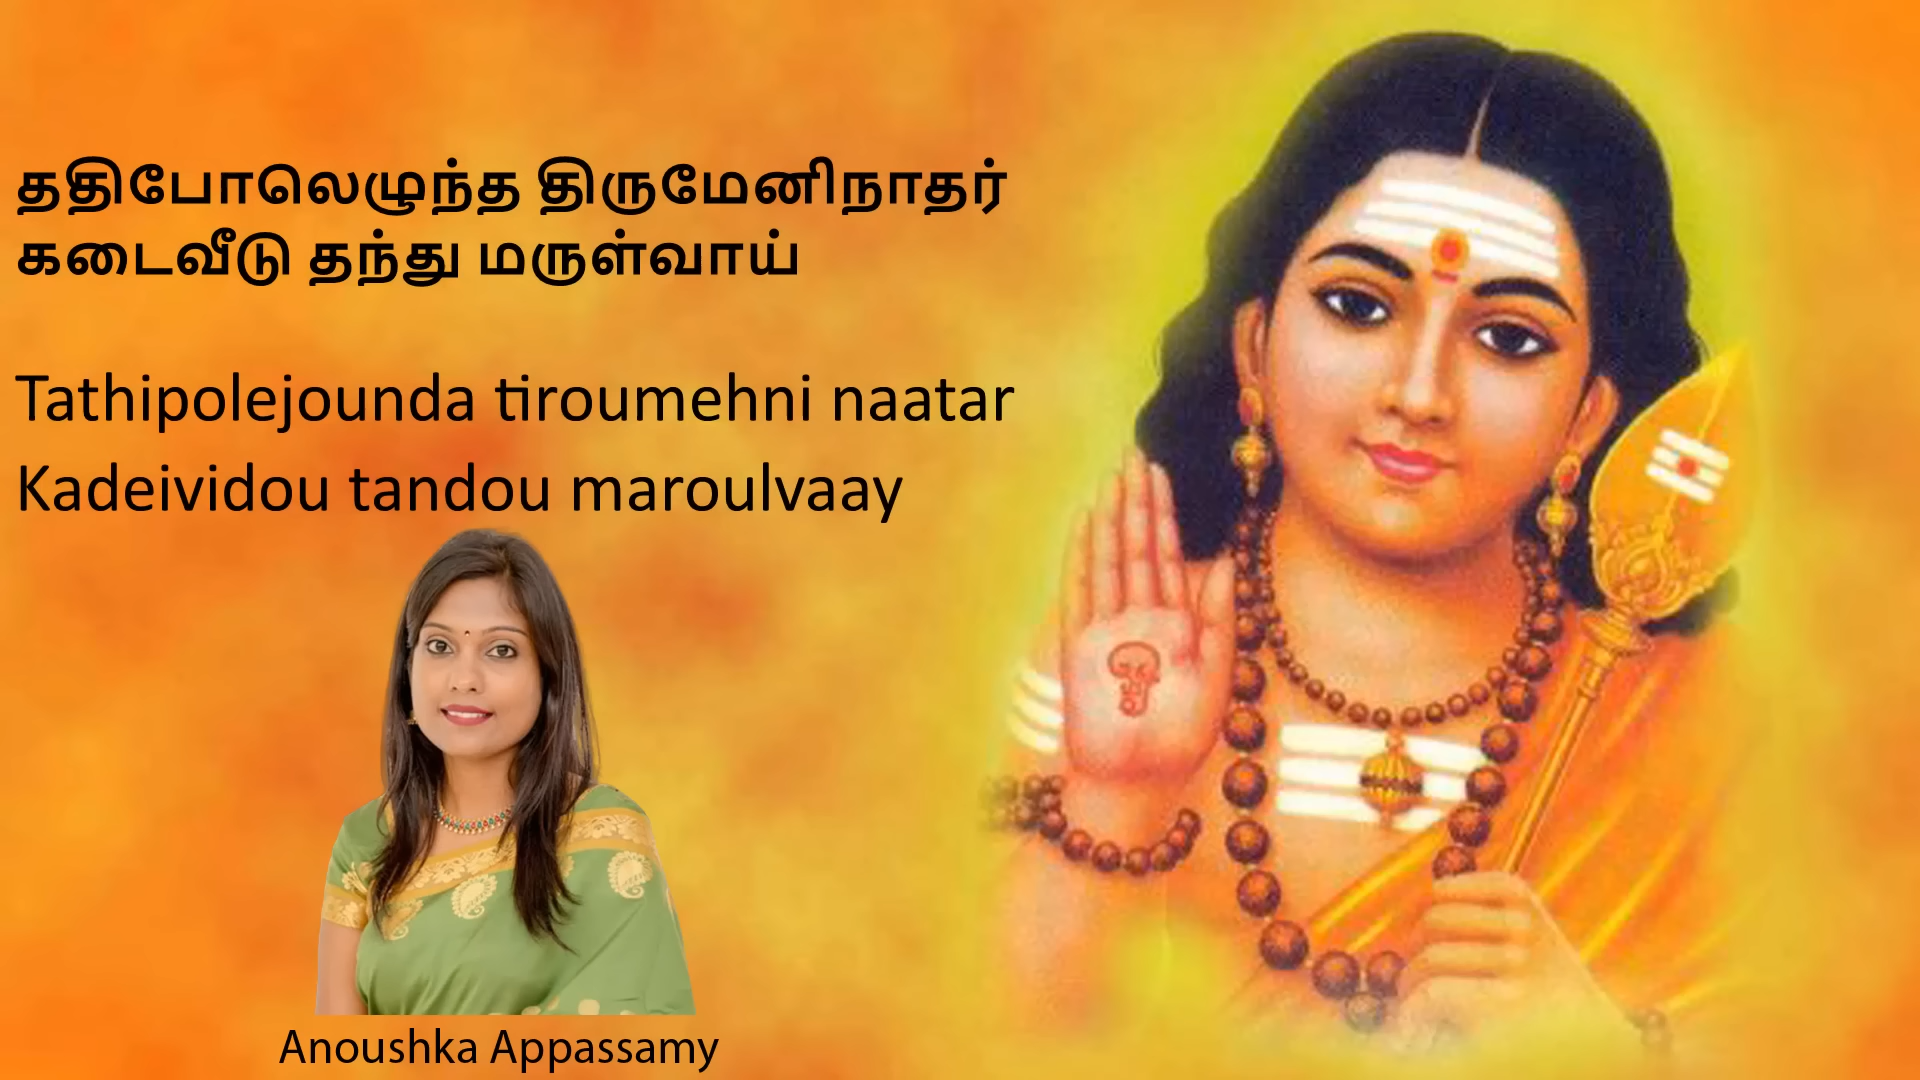 ததிபோலெழுந்த திருமேனிநாதர்
கடைவீடு தந்து மருள்வாய்
Tathipolejounda tiroumehni naatar
Kadeividou tandou maroulvaay
Anoushka Appassamy